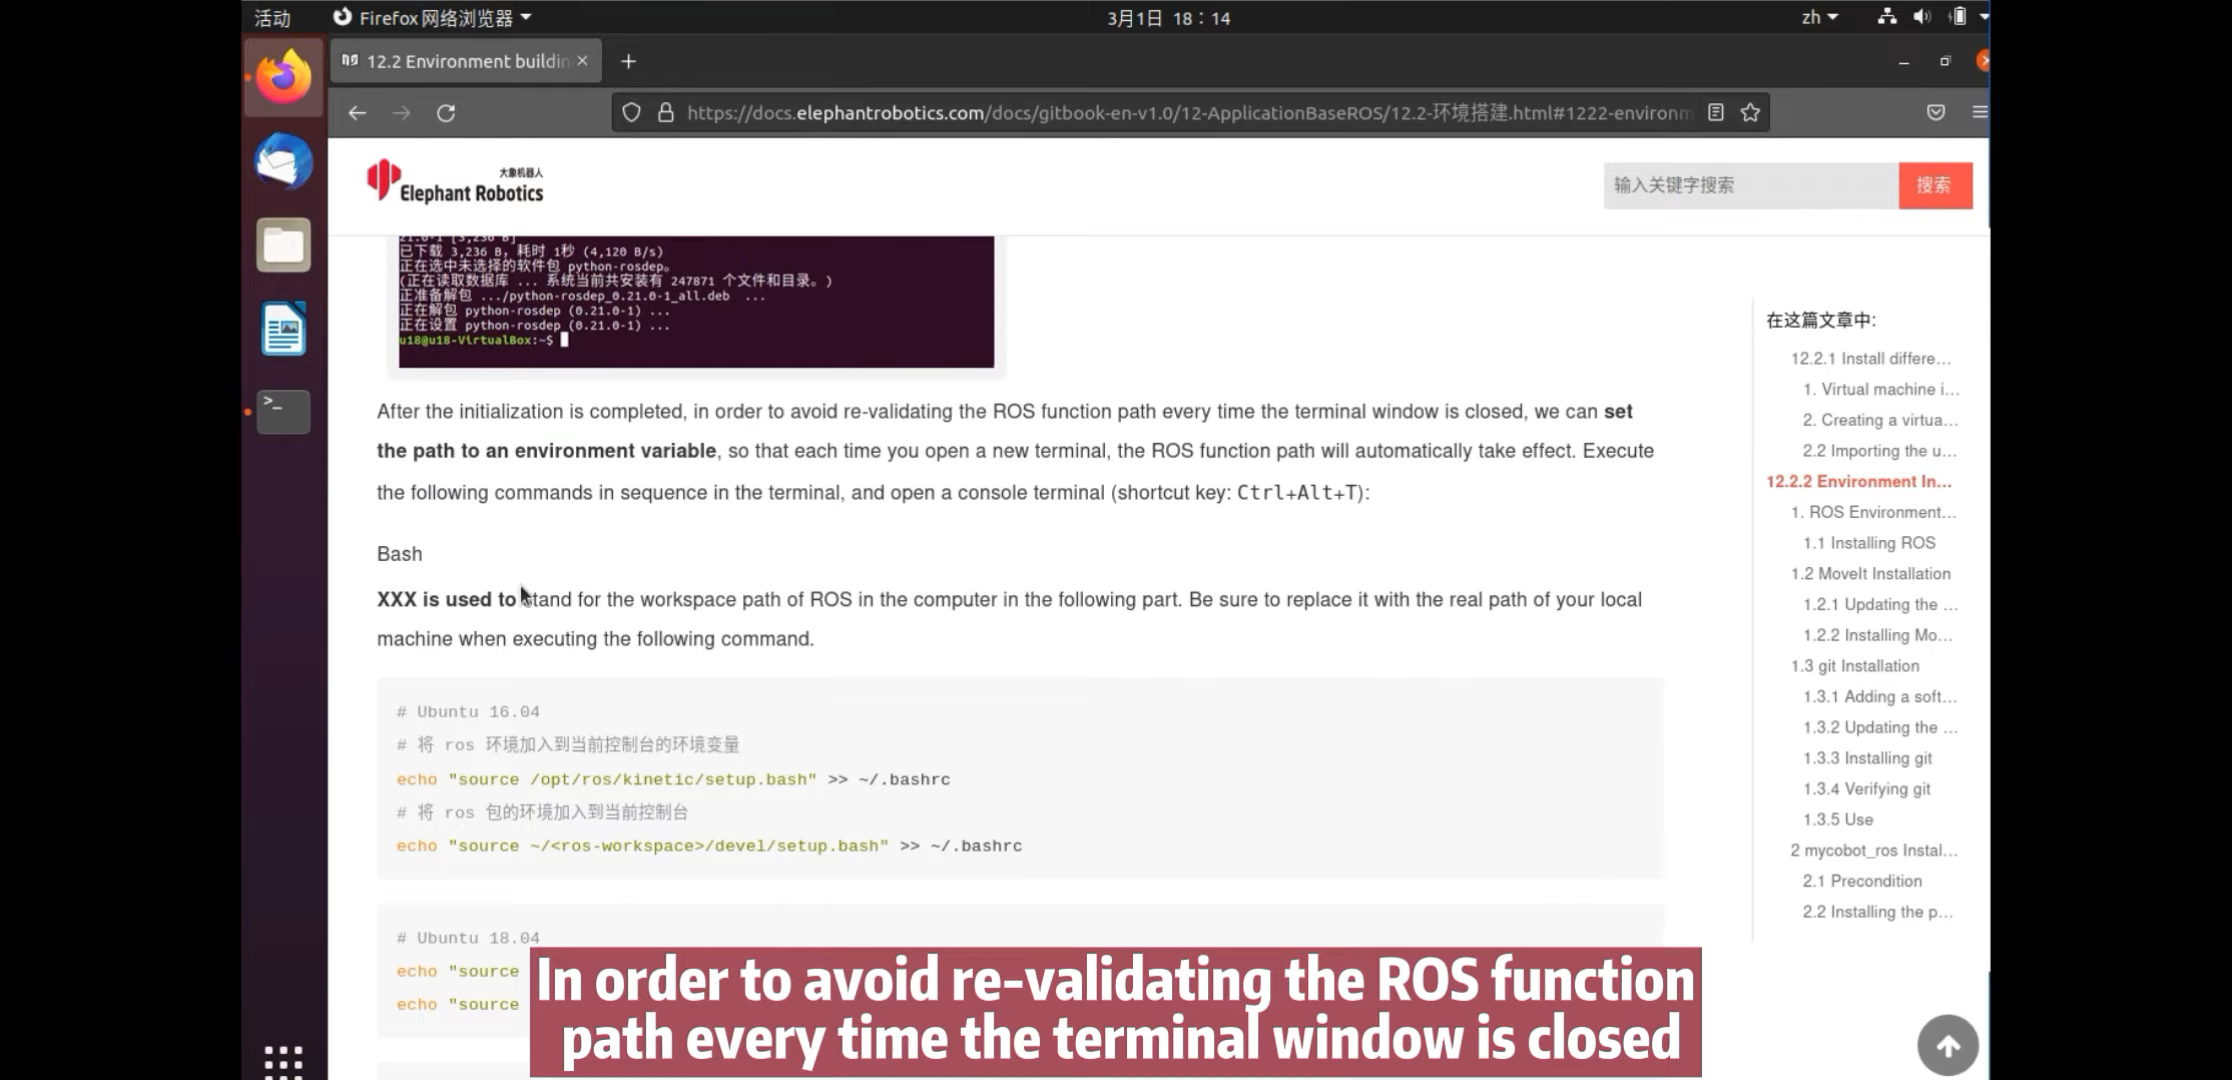 活动
Firefox 网络浏览器
3月1日 18：14
zh
12.2 Environment buildin
https://docs.elephantrobotics.com/docs/gitbook-en-v1.0/12-ApplicationBaseROS/12.2-环境搭建.html#1222-environm
大象机器人
Elephant Robotics
输入关键字搜索
搜索
21.0-1 [3,236 B]
已下载 3,236 B，耗时 1秒 (4,120 B/s)
正在选中未选择的软件包 python-rosdep。
(正在读取数据库 ... 系统当前共安装有 247871 个文件和目录。)
正准备解包 .../python-rosdep_0.21.0-1_all.deb ...
正在解包 python-rosdep (0.21.0-1) ...
正在设置 python-rosdep (0.21.0-1) ...
u18@u18-VirtualBox:~$
After the initialization is completed, in order to avoid re-validating the ROS function path every time the terminal window is closed, we can set
the path to an environment variable, so that each time you open a new terminal, the ROS function path will automatically take effect. Execute
the following commands in sequence in the terminal, and open a console terminal (shortcut key: Ctrl+Alt+T):
Bash
XXX is used to stand for the workspace path of ROS in the computer in the following part. Be sure to replace it with the real path of your local
machine when executing the following command.
# Ubuntu 16.04
# 将 ros 环境加入到当前控制台的环境变量
echo "source /opt/ros/kinetic/setup.bash" >> ~/.bashrc
# 将 ros 包的环境加入到当前控制台
echo "source ~/<ros-workspace>/devel/setup.bash" >> ~/.bashrc
# Ubuntu 18.04
echo "source
echo "source
在这篇文章中:
12.2.1 Install differe...
1. Virtual machine i...
2. Creating a virtua...
2.2 Importing the u...
12.2.2 Environment In...
1. ROS Environment...
1.1 Installing ROS
1.2 MoveIt Installation
1.2.1 Updating the ...
1.2.2 Installing Mo...
1.3 git Installation
1.3.1 Adding a soft...
1.3.2 Updating the ...
1.3.3 Installing git
1.3.4 Verifying git
1.3.5 Use
2 mycobot_ros Instal...
2.1 Precondition
2.2 Installing the p...
In order to avoid re-validating the ROS function
path every time the terminal window is closed